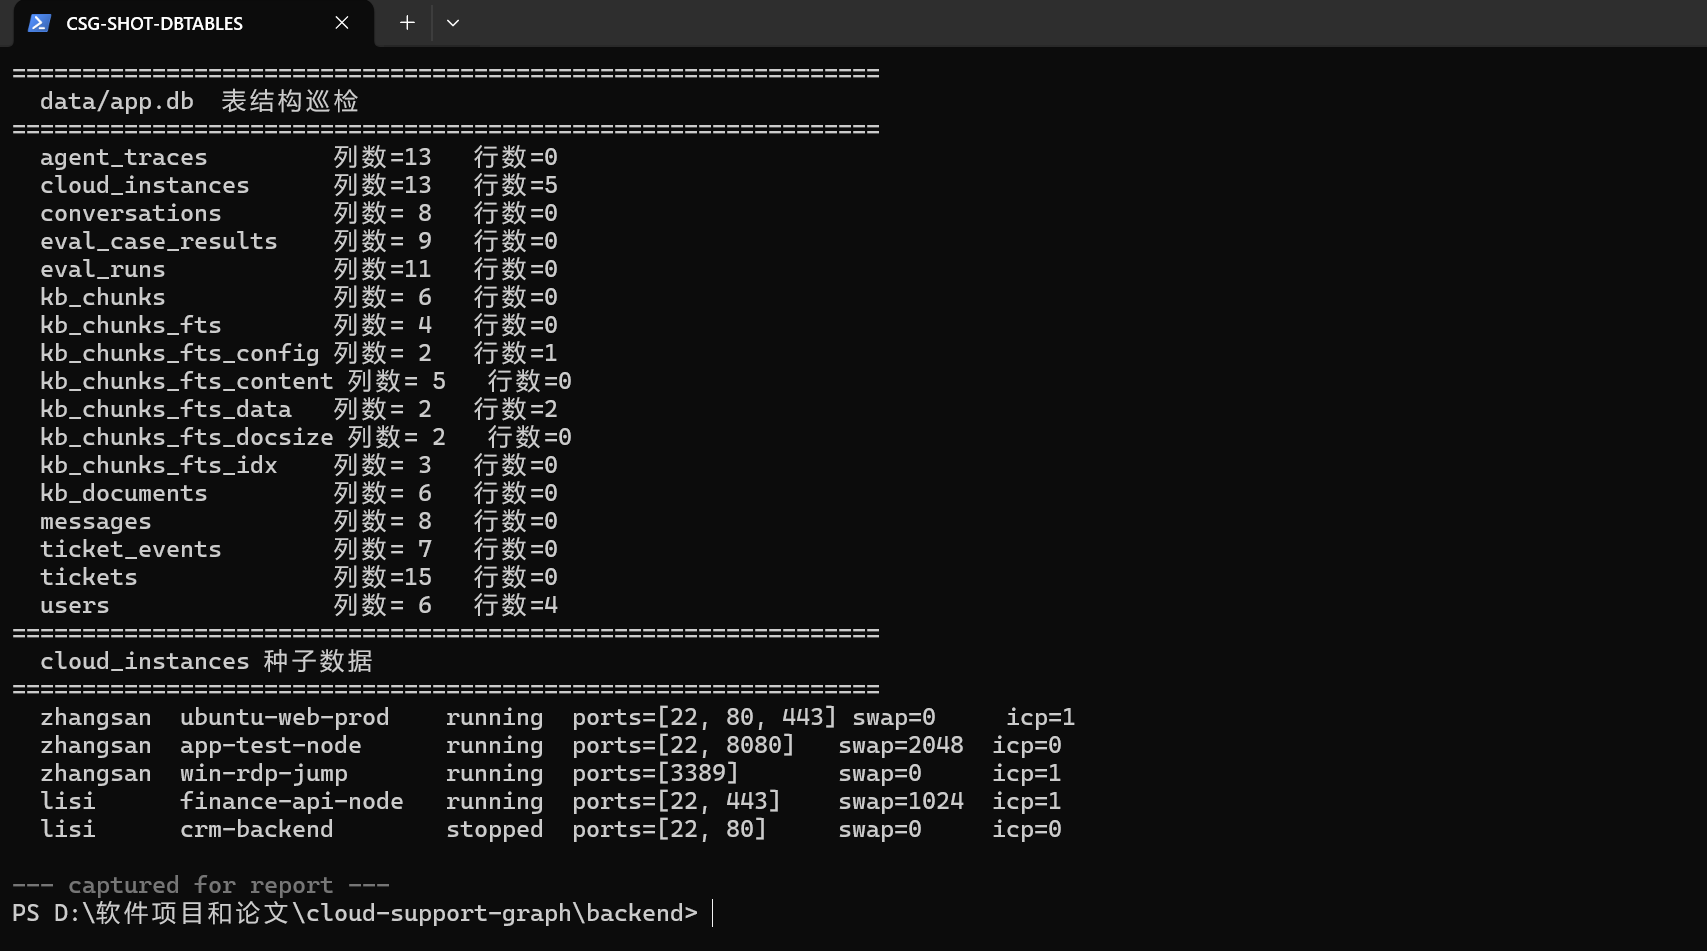 CSG-SHOT-DBTABLES
==============================================================
  data/app.db  表结构巡检
==============================================================
  agent_traces         列数=13   行数=0
  cloud_instances      列数=13   行数=5
  conversations        列数= 8   行数=0
  eval_case_results    列数= 9   行数=0
  eval_runs            列数=11   行数=0
  kb_chunks            列数= 6   行数=0
  kb_chunks_fts        列数= 4   行数=0
  kb_chunks_fts_config 列数= 2   行数=1
  kb_chunks_fts_content 列数= 5   行数=0
  kb_chunks_fts_data   列数= 2   行数=2
  kb_chunks_fts_docsize 列数= 2   行数=0
  kb_chunks_fts_idx    列数= 3   行数=0
  kb_documents         列数= 6   行数=0
  messages             列数= 8   行数=0
  ticket_events        列数= 7   行数=0
  tickets              列数=15   行数=0
  users                列数= 6   行数=4
==============================================================
  cloud_instances 种子数据
==============================================================
  zhangsan  ubuntu-web-prod    running  ports=[22, 80, 443] swap=0     icp=1
  zhangsan  app-test-node      running  ports=[22, 8080]   swap=2048  icp=0
  zhangsan  win-rdp-jump       running  ports=[3389]       swap=0     icp=1
  lisi      finance-api-node   running  ports=[22, 443]    swap=1024  icp=1
  lisi      crm-backend        stopped  ports=[22, 80]     swap=0     icp=0
--- captured for report ---
PS D:\软件项目和论文\cloud-support-graph\backend>